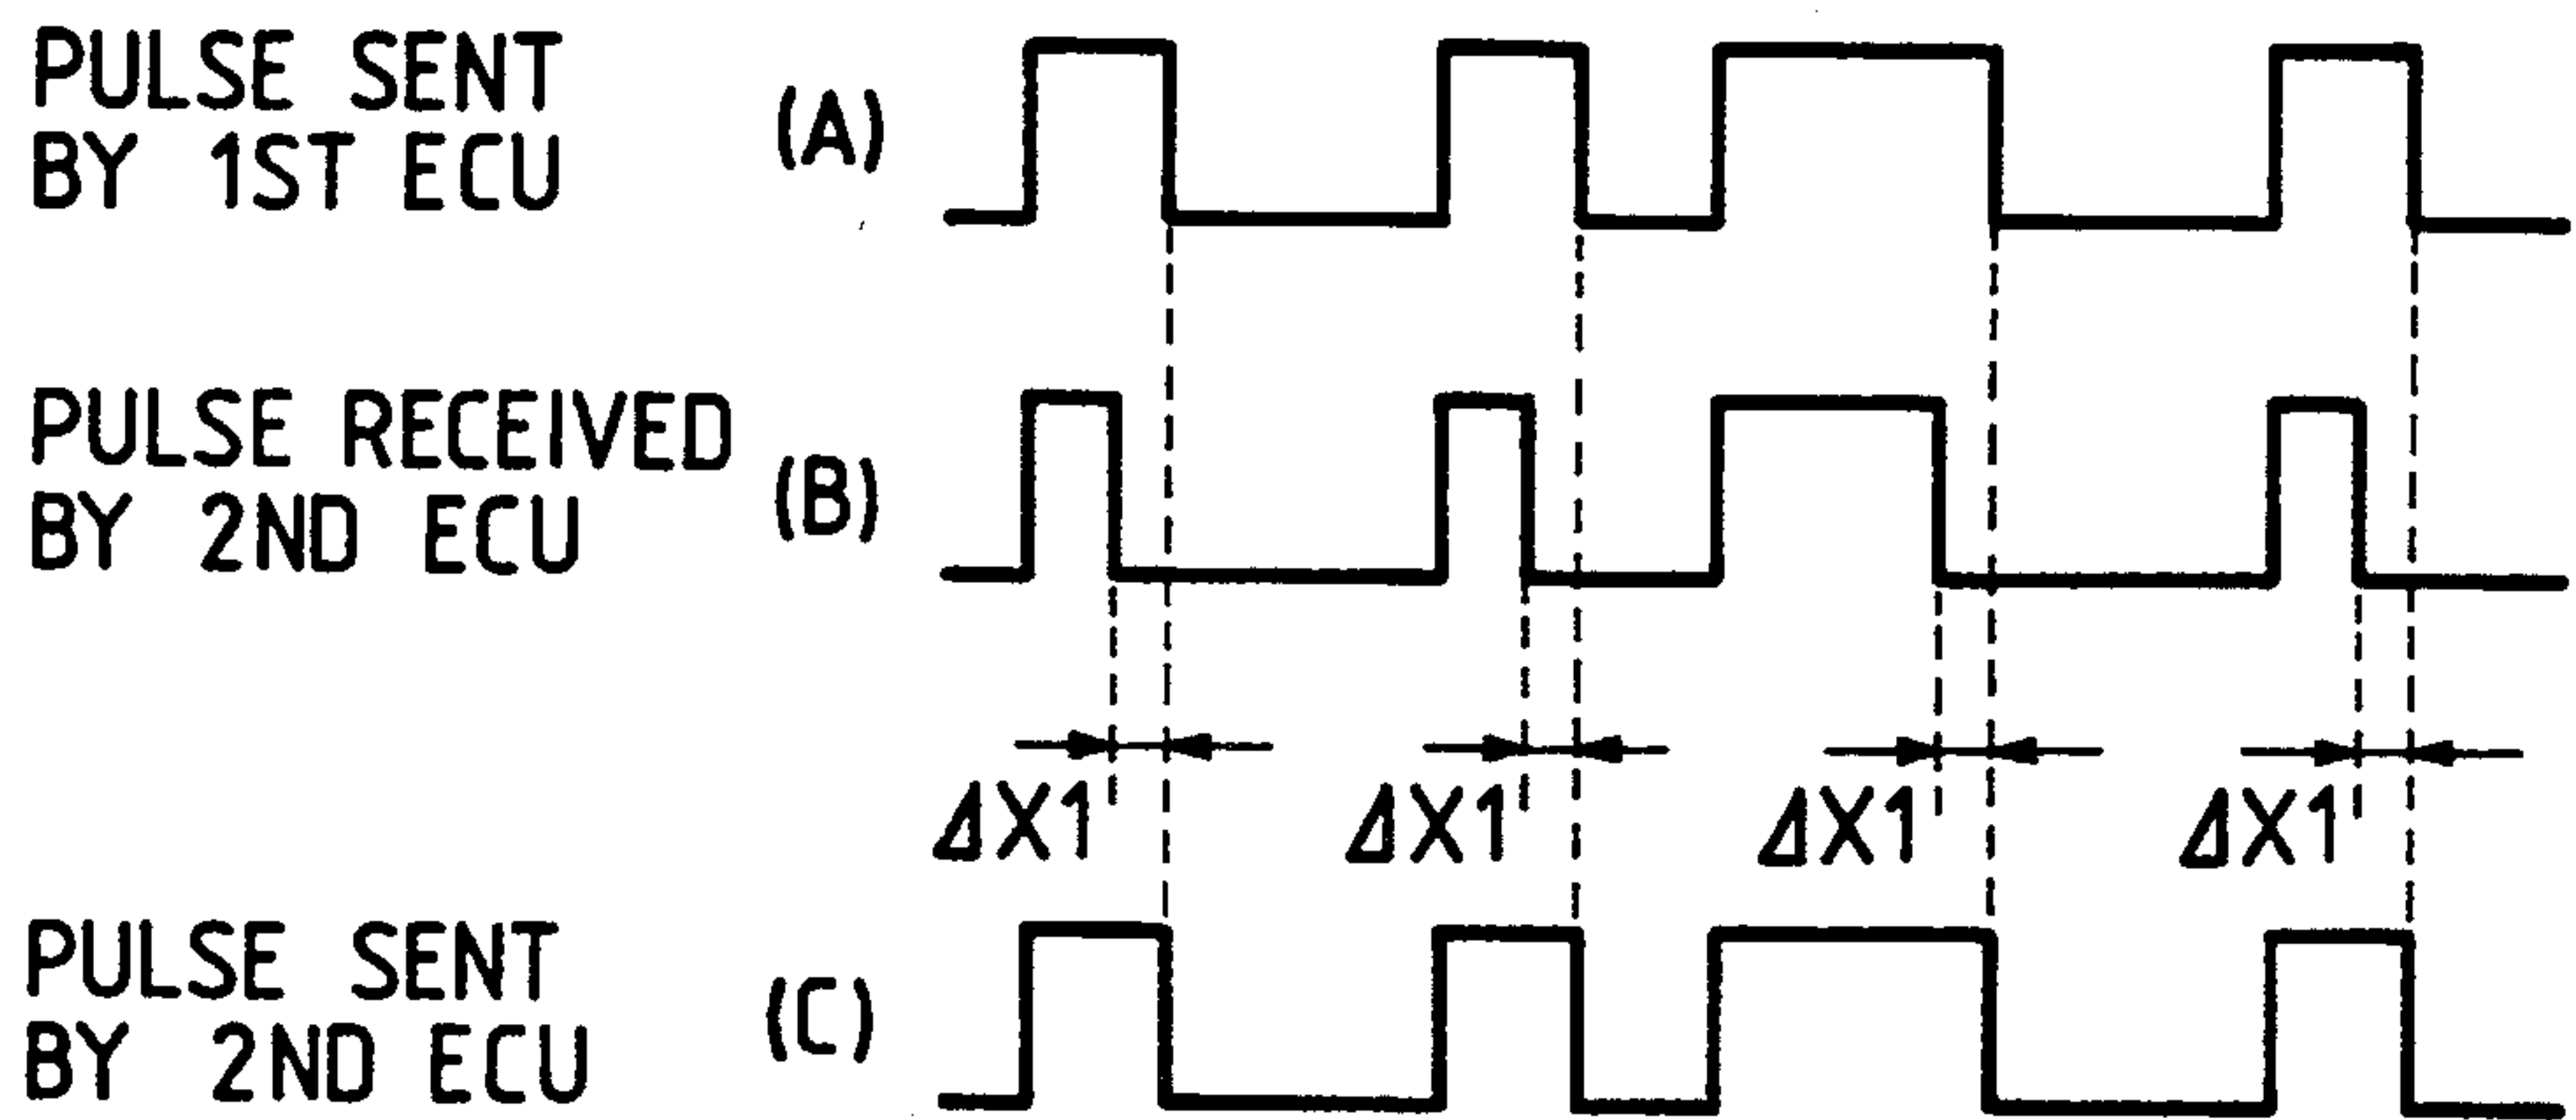 PULSE SENT
BY 1ST ECU
(A)
PULSE RECEIVED
BY 2ND ECU
(B)
ΔX1 ΔX1 ΔX1 ΔX1
PULSE SENT
BY 2ND ECU
(C)